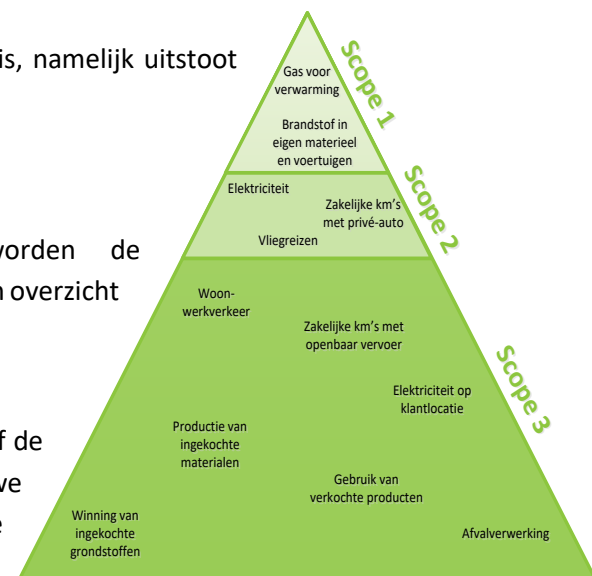 is, namelijk uitstoot
orden de
overzicht
f de
Gas voor
verwarming
Brandstof in
eigen materieel
en voertuigen
Scope 1
Elektriciteit
Zakelijke km's
met privé-auto
Vliegreizen
Scope 2
Woon-
werkverkeer
Zakelijke km's met
openbaar vervoer
Elektriciteit op
klantlocatie
Productie van
ingekochte
materialen
Gebruik van
verkochte producten
Winning van
ingekochte
grondstoffen
Afvalverwerking
Scope 3